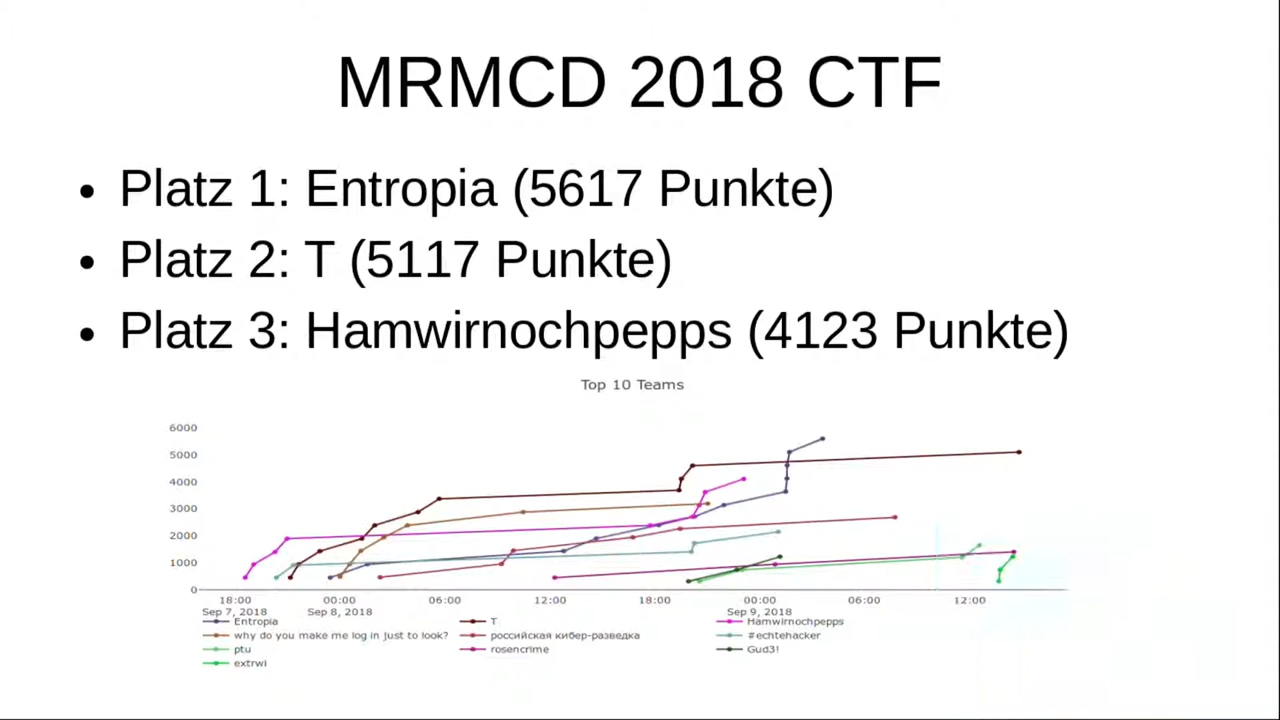 MRMCD 2018 CTF
• Platz 1: Entropia (5617 Punkte)
• Platz 2: T (5117 Punkte)
• Platz 3: Hamwirnochpepps (4123 Punkte)
Top 10 Teams
6000
5000
4000
3000
2000
1000
0
18:00 00:00 06:00 12:00 18:00 00:00 06:00 12:00
Sep 7, 2018 Sep 8, 2018 Sep 9, 2018
Entropia T Hamwirnochpepps
why do you make me log in just to look? российская кибер-разведка #echtehacker
ptu rosencrime Gud3!
extrwi